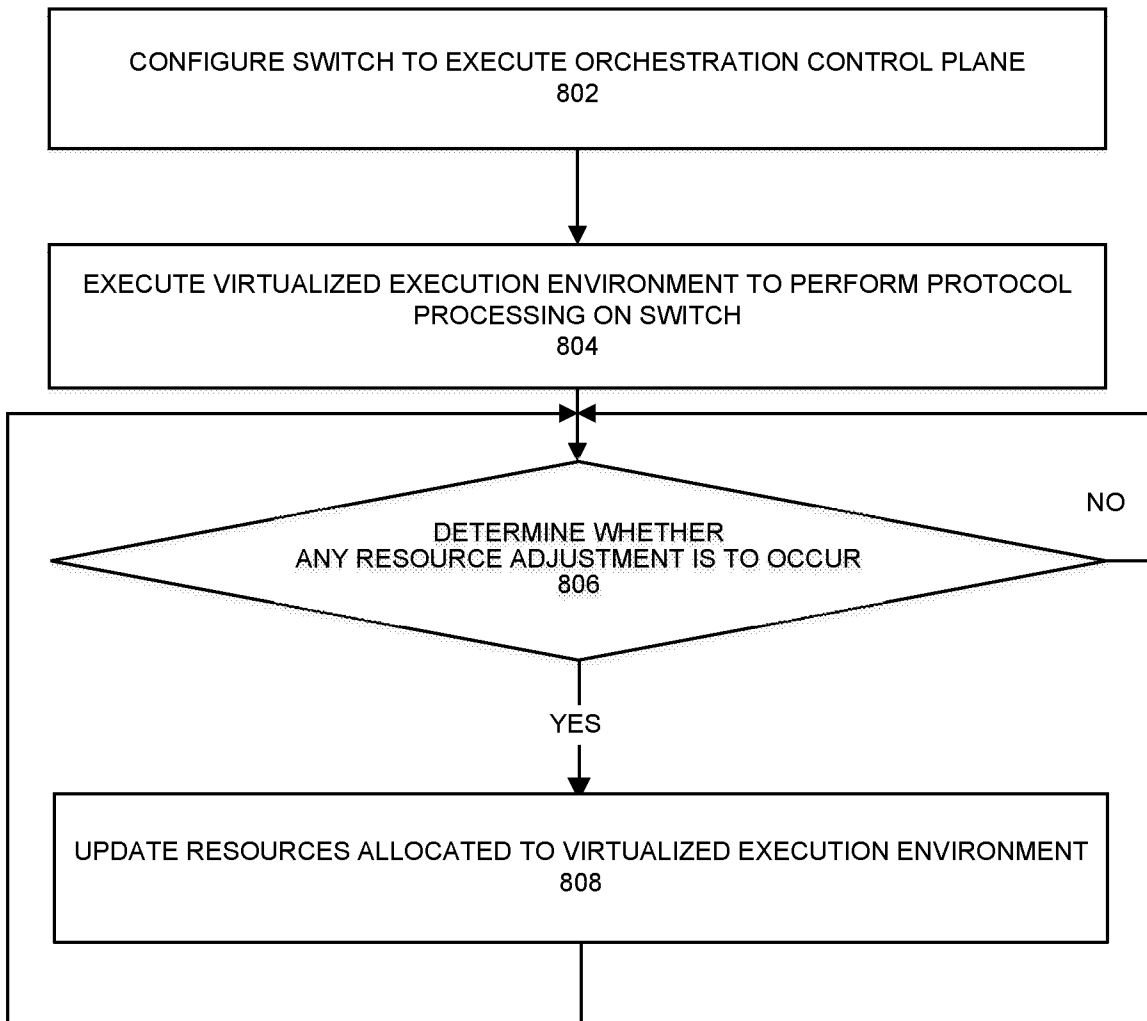 CONFIGURE SWITCH TO EXECUTE ORCHESTRATION CONTROL PLANE
802
EXECUTE VIRTUALIZED EXECUTION ENVIRONMENT TO PERFORM PROTOCOL
PROCESSING ON SWITCH
804
NO
DETERMINE WHETHER
ANY RESOURCE ADJUSTMENT IS TO OCCUR
806
YES
UPDATE RESOURCES ALLOCATED TO VIRTUALIZED EXECUTION ENVIRONMENT
808